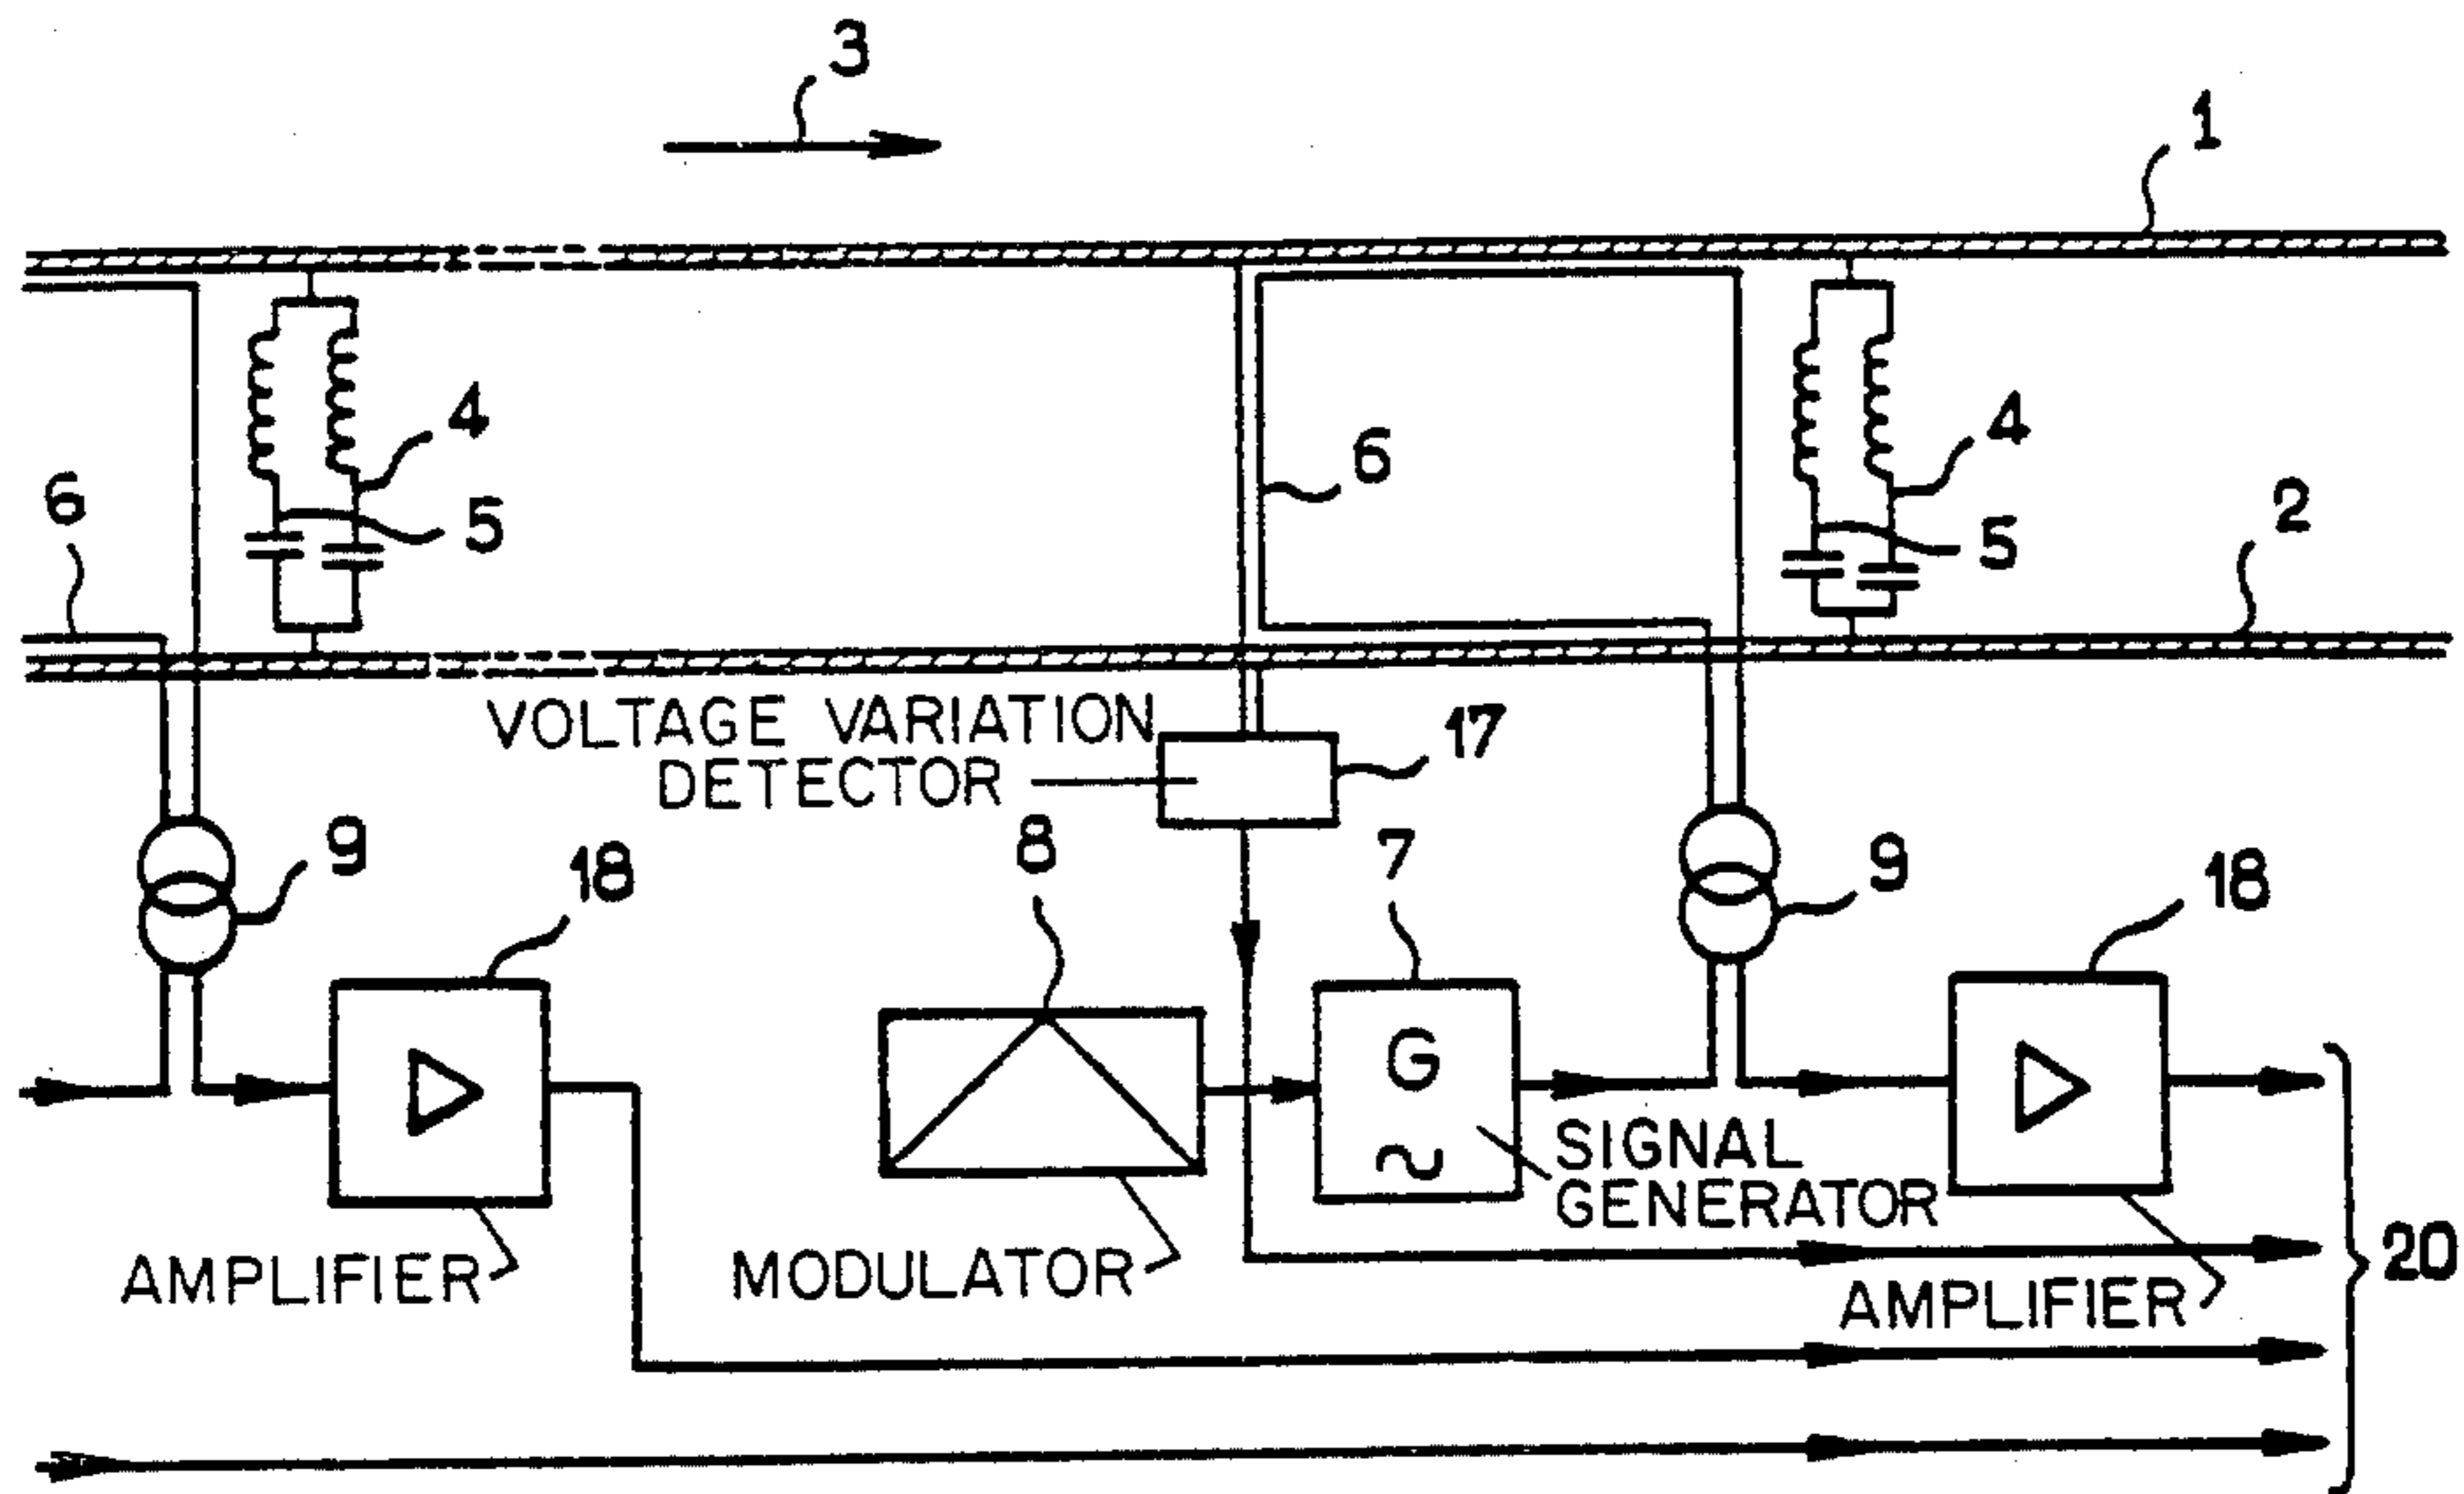 3
1
4
6
4
6
5
2
5
VOLTAGE VARIATION
DETECTOR
17
9
18
8
7
9
18
G
~
SIGNAL
GENERATOR
AMPLIFIER
MODULATOR
AMPLIFIER
20